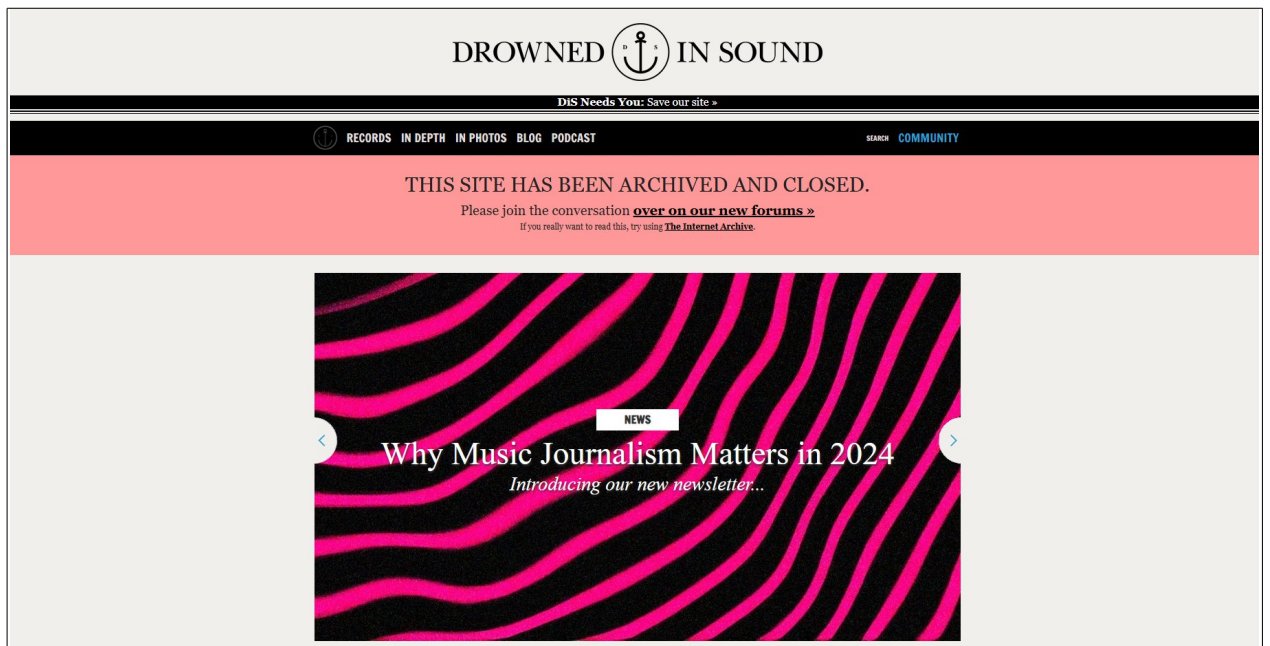 DROWNED D S IN SOUND
DiS Needs You: Save our site »
RECORDS IN DEPTH IN PHOTOS BLOG PODCAST SEARCH COMMUNITY
THIS SITE HAS BEEN ARCHIVED AND CLOSED.
Please join the conversation over on our new forums »
If you really want to read this, try using The Internet Archive.
NEWS
Why Music Journalism Matters in 2024
Introducing our new newsletter...